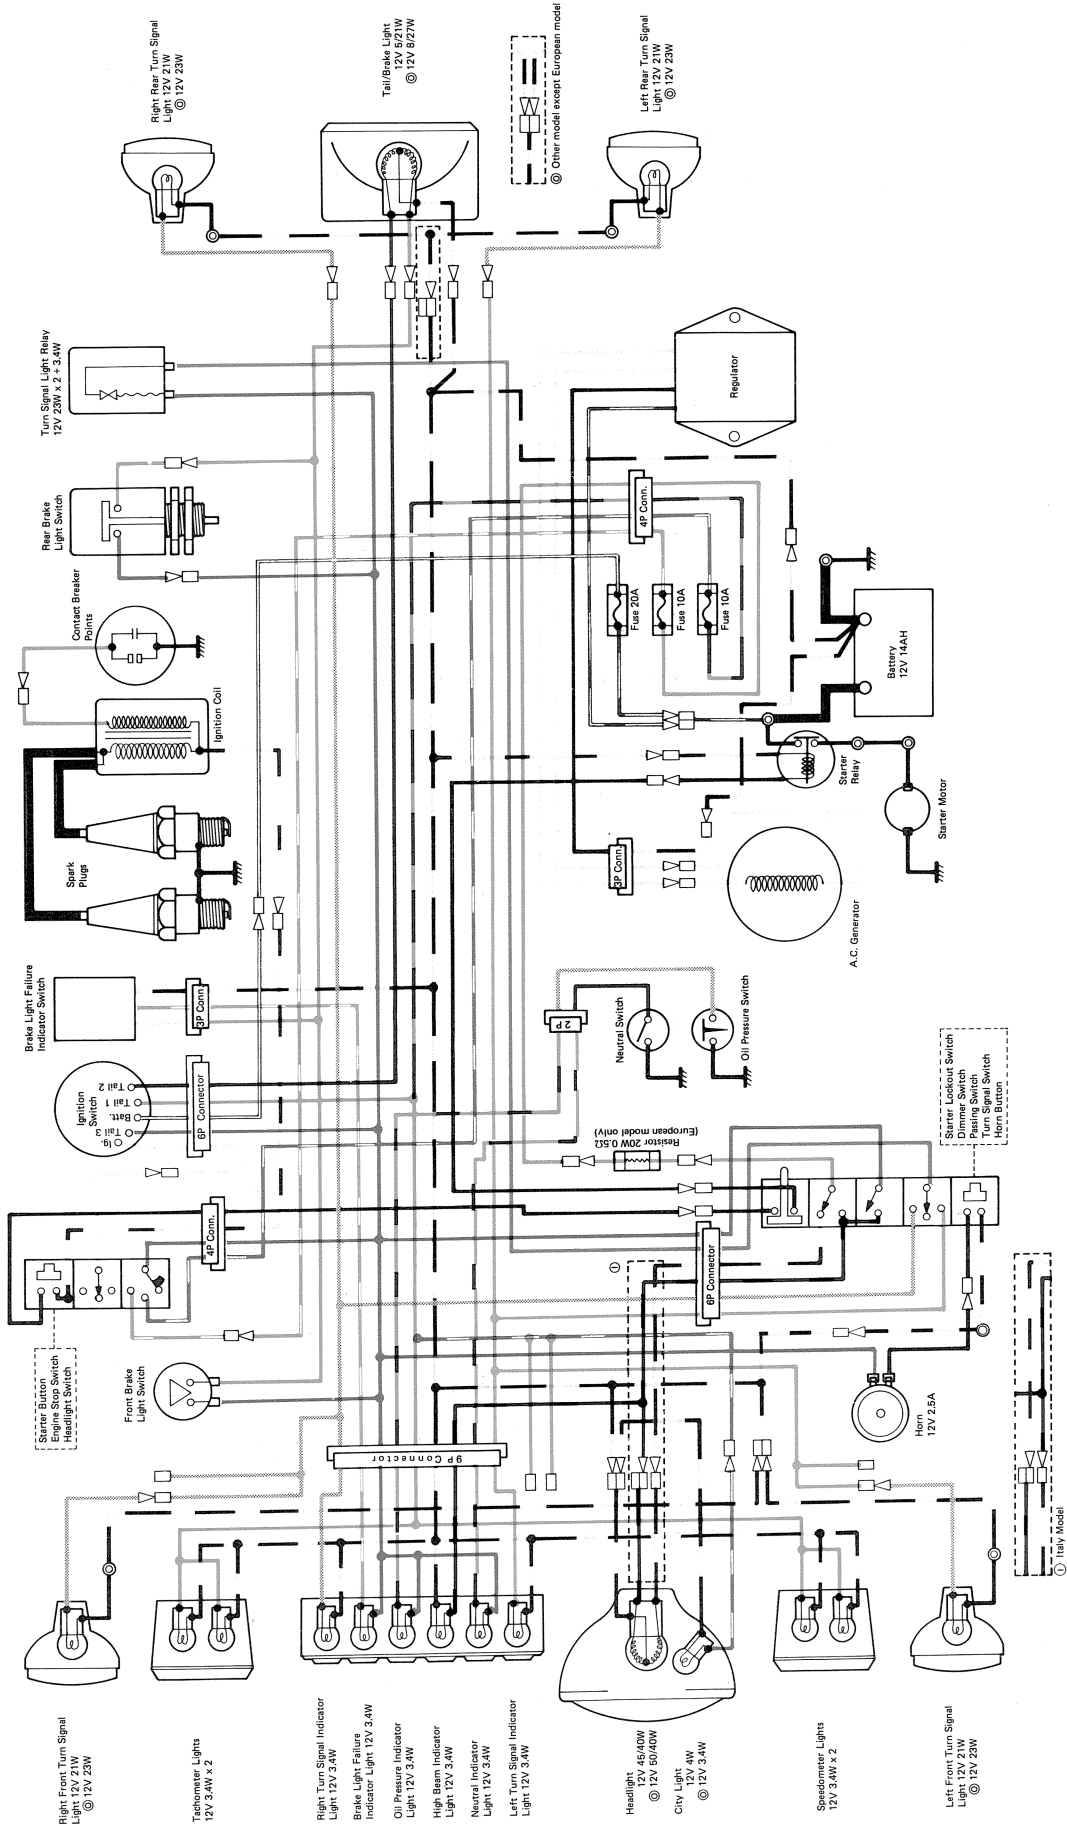 Right Rear Turn Signal
Light 12V 21W
◎ 12V 23W
Tail/Brake Light
12V 5/21W
◎ 12V 8/27W
◎ Other model except European model
Left Rear Turn Signal
Light 12V 21W
◎ 12V 23W
Turn Signal Light Relay
12V 23W x 2 + 3.4W
Regulator
Rear Brake
Light Switch
4P Conn.
Contact Breaker
Points
Fuse 20A
Fuse 10A
Fuse 10A
Battery
12V 14AH
Ignition Coil
Starter
Relay
Starter Motor
Spark
Plugs
3P Conn.
A.C. Generator
Brake Light Failure
Indicator Switch
3P Conn.
2 P
Neutral Switch
Oil Pressure Switch
Ignition
Switch
Tail 2
Tail 1
Batt.
Tail 3
Ig.
6P Connector
Resistor 20W 0.5Ω
(European model only)
Starter Lockout Switch
Dimmer Switch
Passing Switch
Turn Signal Switch
Horn Button
4P Conn.
6P Connector
Starter Button
Engine Stop Switch
Headlight Switch
Front Brake
Light Switch
Horn
12V 2.5A
9P Connector
Italy Model
Right Front Turn Signal
Light 12V 21W
◎ 12V 23W
Tachometer Lights
12V 3.4W x 2
Right Turn Signal Indicator
Light 12V 3.4W
Brake Light Failure
Indicator Light 12V 3.4W
Oil Pressure Indicator
Light 12V 3.4W
High Beam Indicator
Light 12V 3.4W
Neutral Indicator
Light 12V 3.4W
Left Turn Signal Indicator
Light 12V 3.4W
Headlight
12V 45/40W
◎ 12V 50/40W
City Light
12V 4W
◎ 12V 3.4W
Speedometer Lights
12V 3.4W x 2
Left Front Turn Signal
Light 12V 21W
◎ 12V 23W